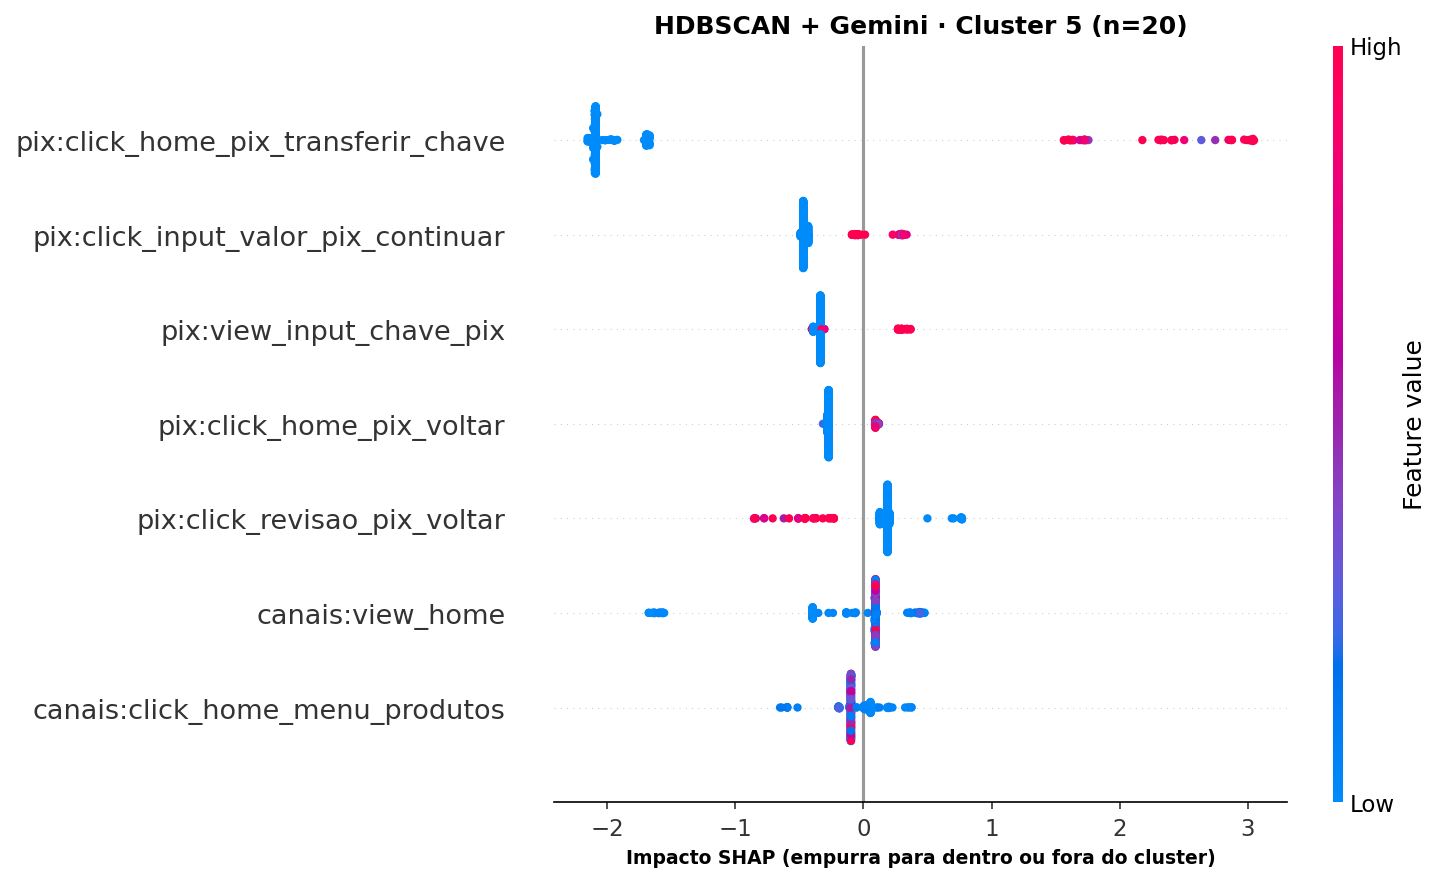 HDBSCAN + Gemini · Cluster 5 (n=20)
High
pix:click_home_pix_transferir_chave
pix:click_input_valor_pix_continuar
pix:view_input_chave_pix
pix:click_home_pix_voltar
pix:click_revisao_pix_voltar
canais:view_home
canais:click_home_menu_produtos
Feature value
Low
−2 −1 0 1 2 3
Impacto SHAP (empurra para dentro ou fora do cluster)